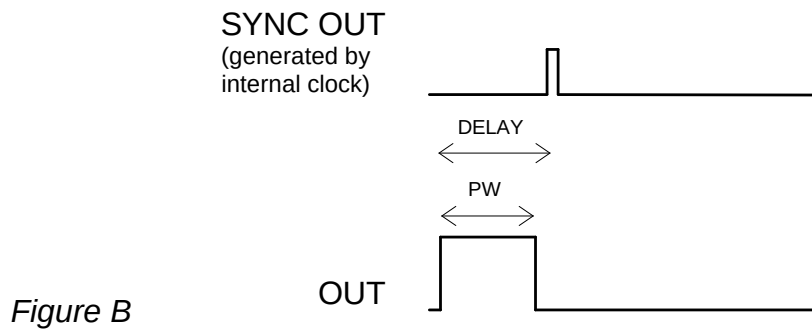 SYNC OUT
(generated by
internal clock)
DELAY
PW
OUT
Figure B